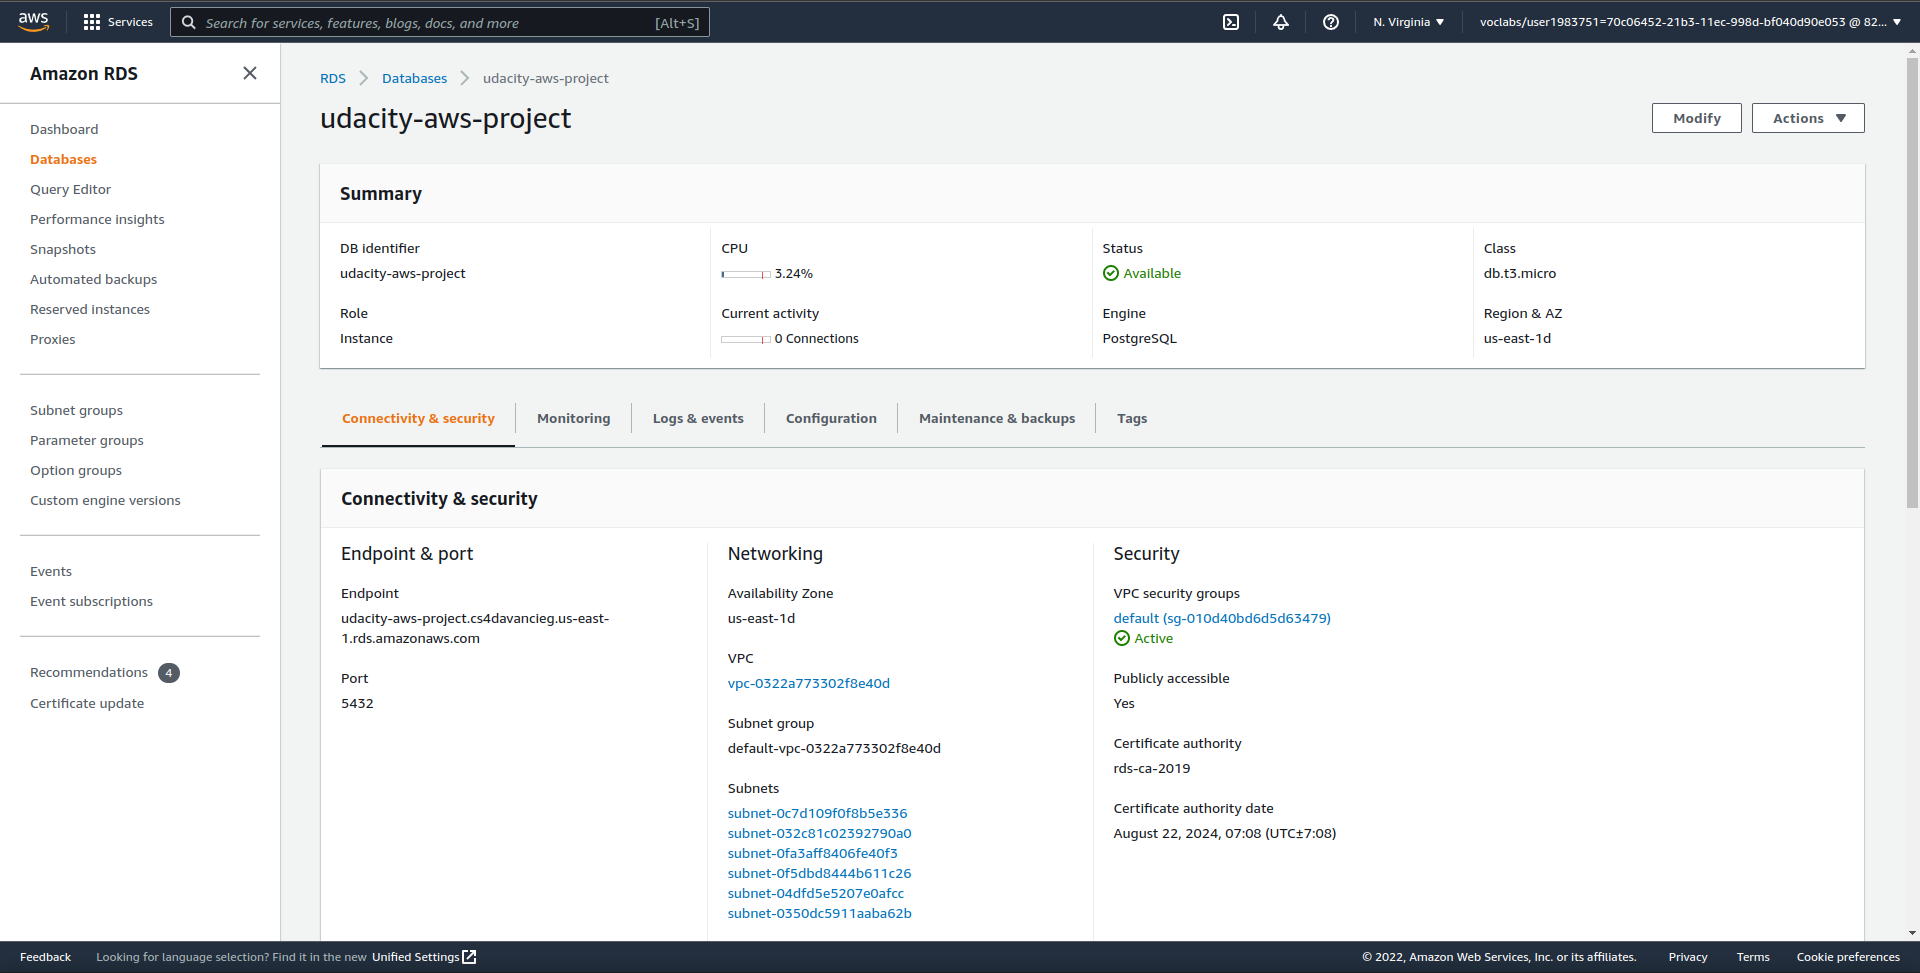 aws
Services
Search for services, features, blogs, docs, and more [Alt+S]
N. Virginia
voclabs/user1983751=70c06452-21b3-11ec-998d-bf040d90e053 @ 82...
Amazon RDS
Dashboard
Databases
Query Editor
Performance insights
Snapshots
Automated backups
Reserved instances
Proxies
Subnet groups
Parameter groups
Option groups
Custom engine versions
Events
Event subscriptions
Recommendations 4
Certificate update
RDS Databases udacity-aws-project
udacity-aws-project
Modify
Actions
Summary
DB identifier
udacity-aws-project
CPU
3.24%
Status
Available
Class
db.t3.micro
Role
Instance
Current activity
0 Connections
Engine
PostgreSQL
Region & AZ
us-east-1d
Connectivity & security
Monitoring
Logs & events
Configuration
Maintenance & backups
Tags
Connectivity & security
Endpoint & port
Endpoint
udacity-aws-project.cs4davancieg.us-east-
1.rds.amazonaws.com
Port
5432
Networking
Availability Zone
us-east-1d
VPC
vpc-0322a773302f8e40d
Subnet group
default-vpc-0322a773302f8e40d
Subnets
subnet-0c7d109f0f8b5e336
subnet-032c81c02392790a0
subnet-0fa3aff8406fe40f3
subnet-0f5dbd8444b611c26
subnet-04dfd5e5207e0afcc
subnet-0350dc5911aaba62b
Security
VPC security groups
default (sg-010d40bd6d5d63479)
Active
Publicly accessible
Yes
Certificate authority
rds-ca-2019
Certificate authority date
August 22, 2024, 07:08 (UTC±7:08)
Feedback
Looking for language selection? Find it in the new Unified Settings
© 2022, Amazon Web Services, Inc. or its affiliates.
Privacy
Terms
Cookie preferences